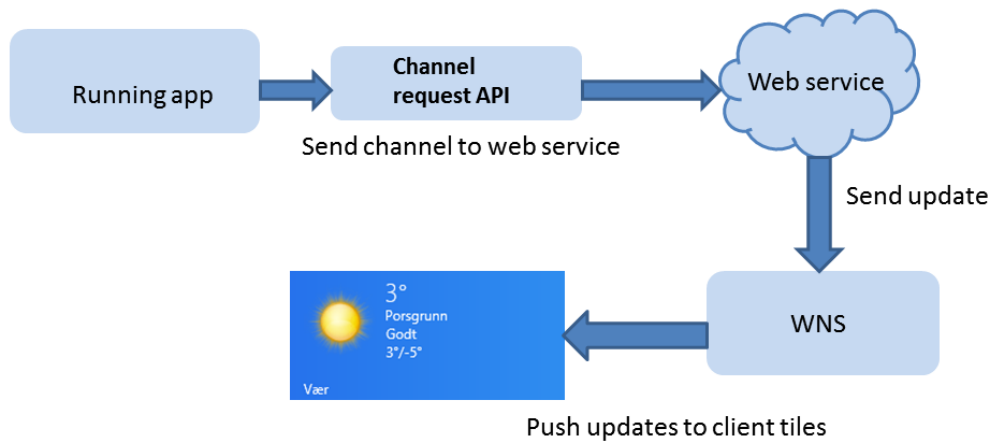 Running app
Channel
request API
Web service
Send channel to web service
Send update
WNS
3°
Porsgrunn
Godt
3°/-5°
Vær
Push updates to client tiles